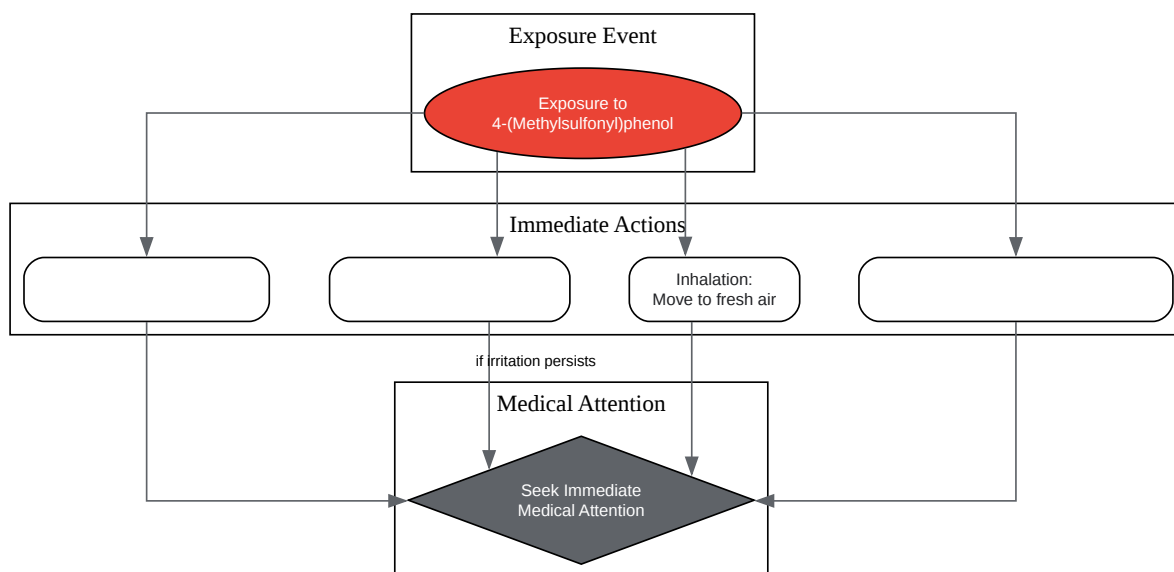 Exposure Event
Exposure to
4-(Methylsulfonyl)phenol
Immediate Actions
Inhalation:
Move to fresh air
if irritation persists
Medical Attention
Seek Immediate
Medical Attention